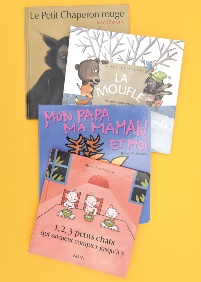 Le Petit Chaperon rouge
LA
MOUFLE
MON PAPA
MA MAMAN
ET MOI
1, 2, 3 petits chats
qui savaient compter jusqu'à 3